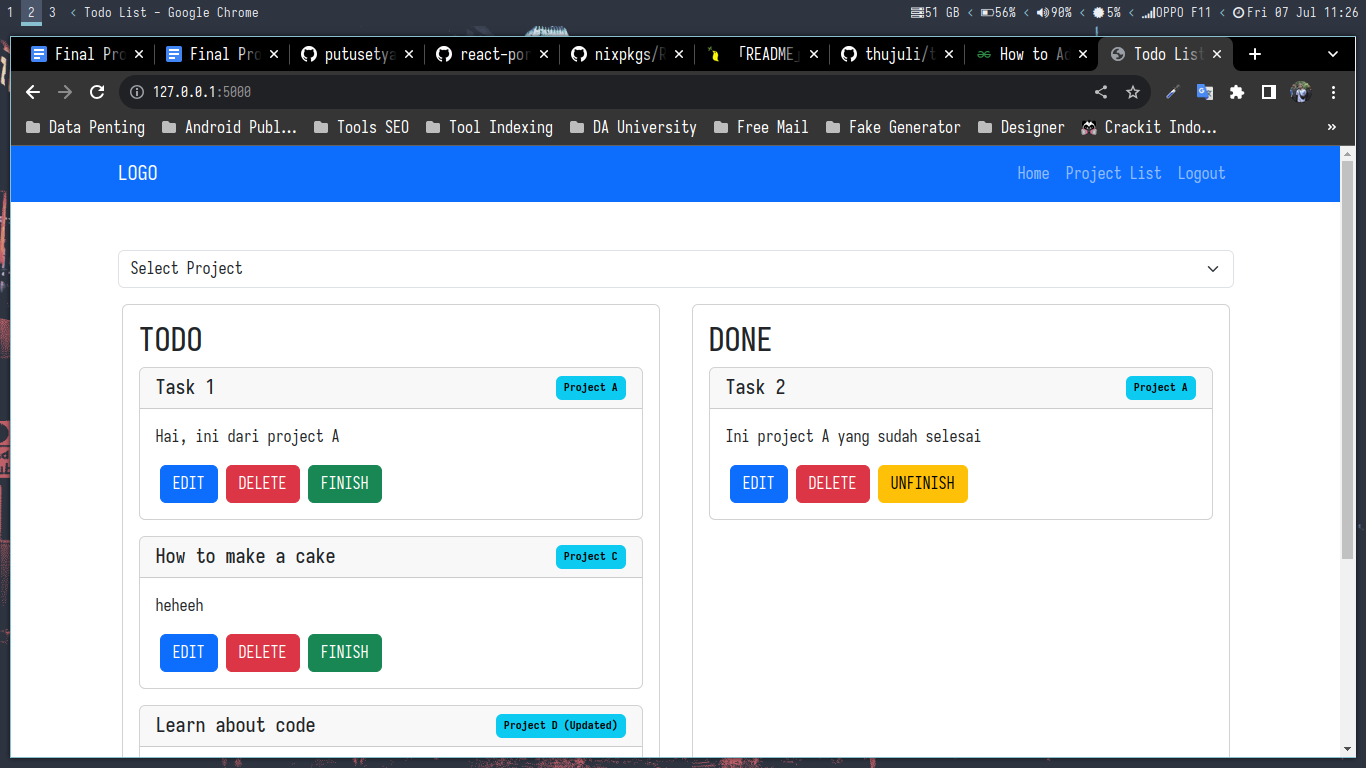 1 2 3 < Todo List - Google Chrome 51 GB < 56% < 90% < 5% < OPPO F11 < Fri 07 Jul 11:26
Final Pro Final Pro putusetya react-por nixpkgs/R 「README」 thujuli/t How to Ad Todo List
127.0.0.1:5000
Data Penting Android Publ... Tools SEO Tool Indexing DA University Free Mail Fake Generator Designer Crackit Indo... »
LOGO Home Project List Logout
Select Project
TODO
Task 1 Project A
Hai, ini dari project A
EDIT DELETE FINISH
How to make a cake Project C
heheeh
EDIT DELETE FINISH
Learn about code Project D (Updated)
DONE
Task 2 Project A
Ini project A yang sudah selesai
EDIT DELETE UNFINISH